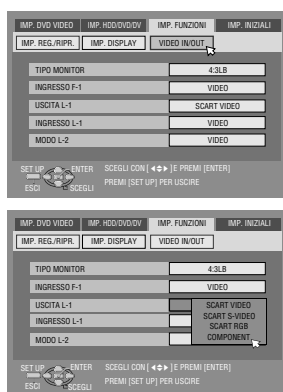 IMP. DVD VIDEO IMP. HDD/DVD/DV IMP. FUNZIONI IMP. INIZIALI
IMP. REG./RIPR. IMP. DISPLAY VIDEO IN/OUT
TIPO MONITOR 4:3LB
INGRESSO F-1 VIDEO
USCITA L-1 SCART VIDEO
INGRESSO L-1 VIDEO
MODO L-2 VIDEO
SET UP ENTER SCEGLI CON [ ] E PREMI [ENTER]
ESCI SCEGLI PREMI [SET UP] PER USCIRE
IMP. DVD VIDEO IMP. HDD/DVD/DV IMP. FUNZIONI IMP. INIZIALI
IMP. REG./RIPR. IMP. DISPLAY VIDEO IN/OUT
TIPO MONITOR 4:3LB
INGRESSO F-1 VIDEO
USCITA L-1 SCART VIDEO
SCART S-VIDEO
INGRESSO L-1 SCART RGB
MODO L-2 COMPONENT
SET UP ENTER SCEGLI CON [ ] E PREMI [ENTER]
ESCI SCEGLI PREMI [SET UP] PER USCIRE